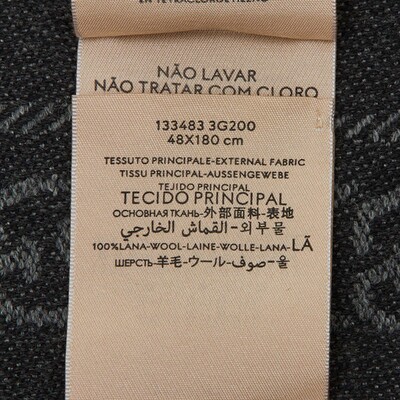 NÃO LAVAR
NÃO TRATAR COM CLORO
133483 3G200
48X180 cm
TESSUTO PRINCIPALE-EXTERNAL FABRIC
TISSU PRINCIPAL-AUSSENGEWEBE
TEJIDO PRINCIPAL
TECIDO PRINCIPAL
ОСНОВНАЯ ТКАНЬ-外部面料-表地
القماش الخارجي-외부물
100%LANA-WOOL-LAINE-WOLLE-LANA-LÃ
ШЕРСТЬ-羊毛-ウール-صوف-울